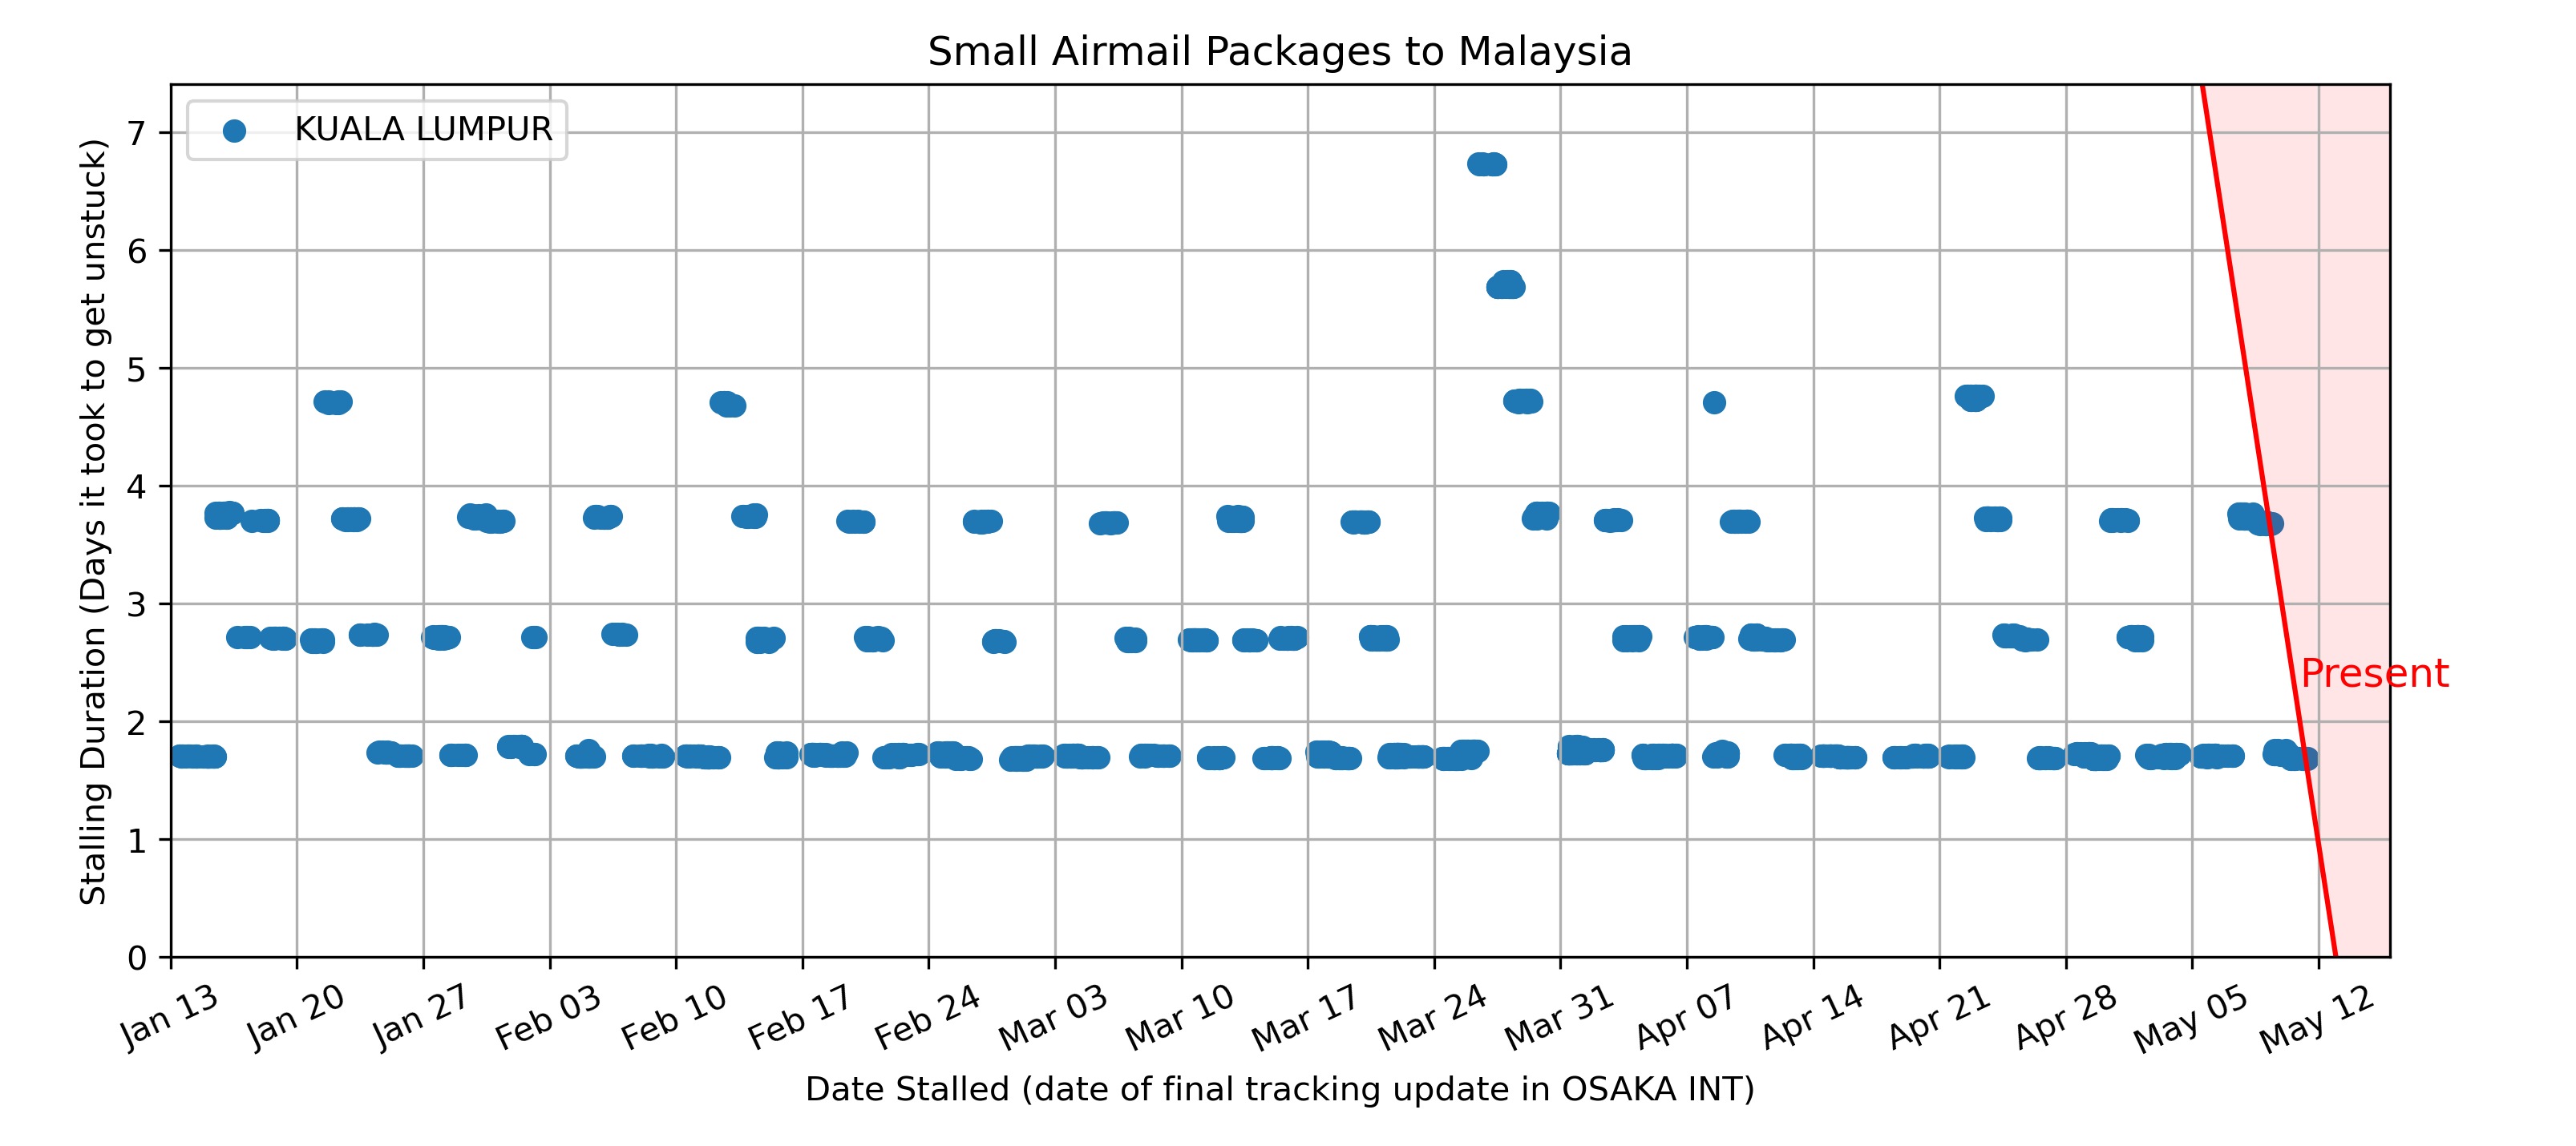 Small Airmail Packages to Malaysia
KUALA LUMPUR
Stalling Duration (Days it took to get unstuck)
7
6
5
4
3
2
1
0
Present
Jan 13
Jan 20
Jan 27
Feb 03
Feb 10
Feb 17
Feb 24
Mar 03
Mar 10
Mar 17
Mar 24
Mar 31
Apr 07
Apr 14
Apr 21
Apr 28
May 05
May 12
Date Stalled (date of final tracking update in OSAKA INT)